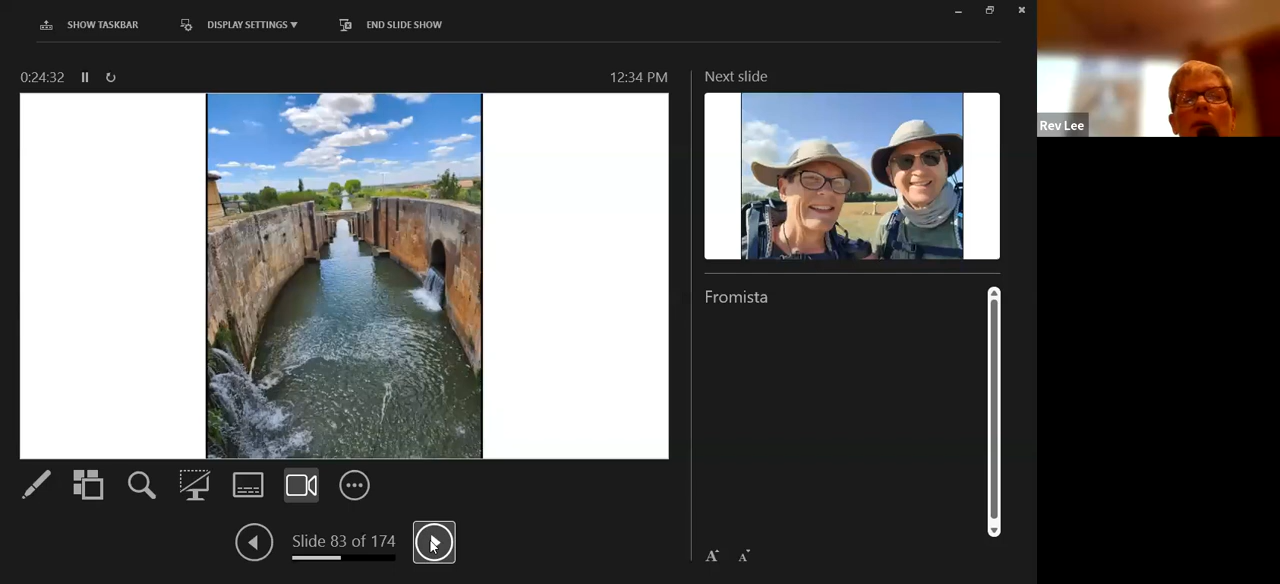 SHOW TASKBAR
DISPLAY SETTINGS ▼
END SLIDE SHOW
0:24:32
12:34 PM
Next slide
Rev Lee
Fromista
Slide 83 of 174
A A